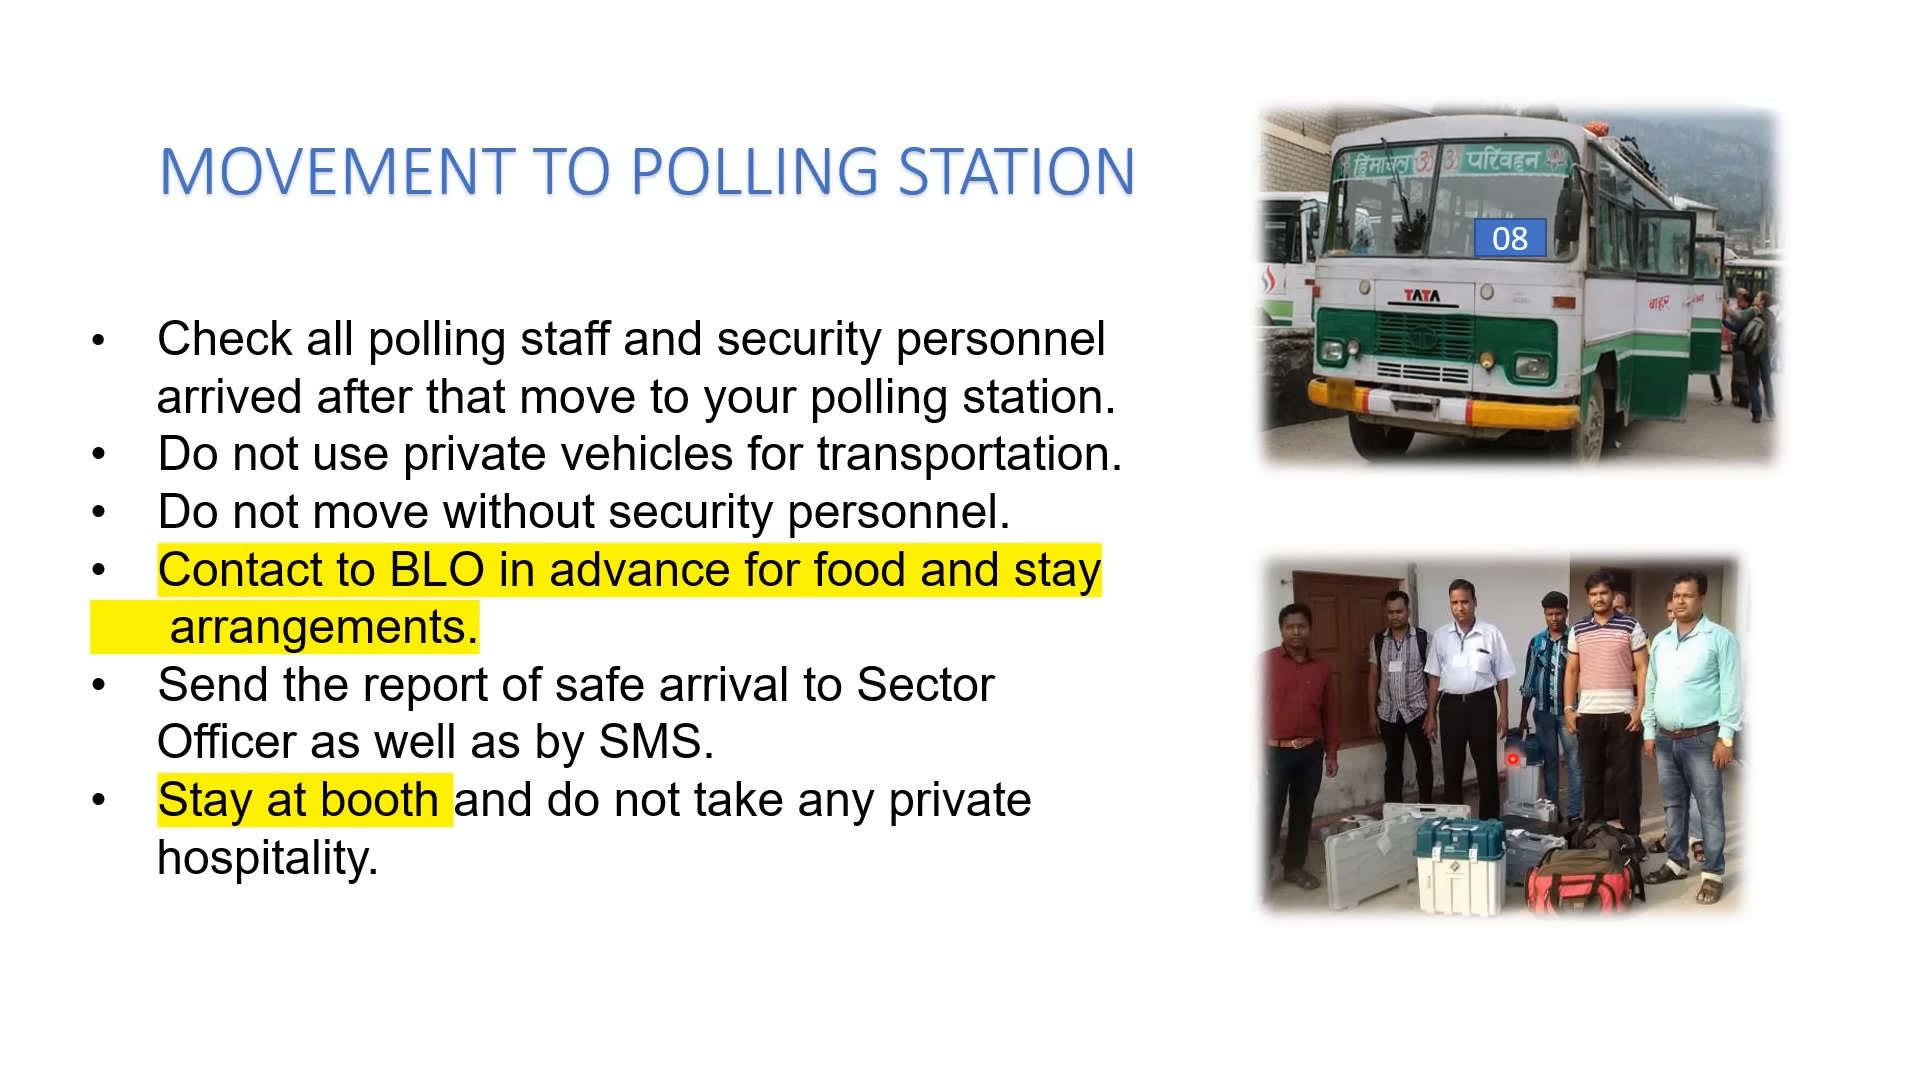 MOVEMENT TO POLLING STATION
• Check all polling staff and security personnel
arrived after that move to your polling station.
• Do not use private vehicles for transportation.
• Do not move without security personnel.
• Contact to BLO in advance for food and stay
arrangements.
• Send the report of safe arrival to Sector
Officer as well as by SMS.
• Stay at booth and do not take any private
hospitality.
हिमाचल ॐ ॐ परिवहन
08
TATA
बाहर